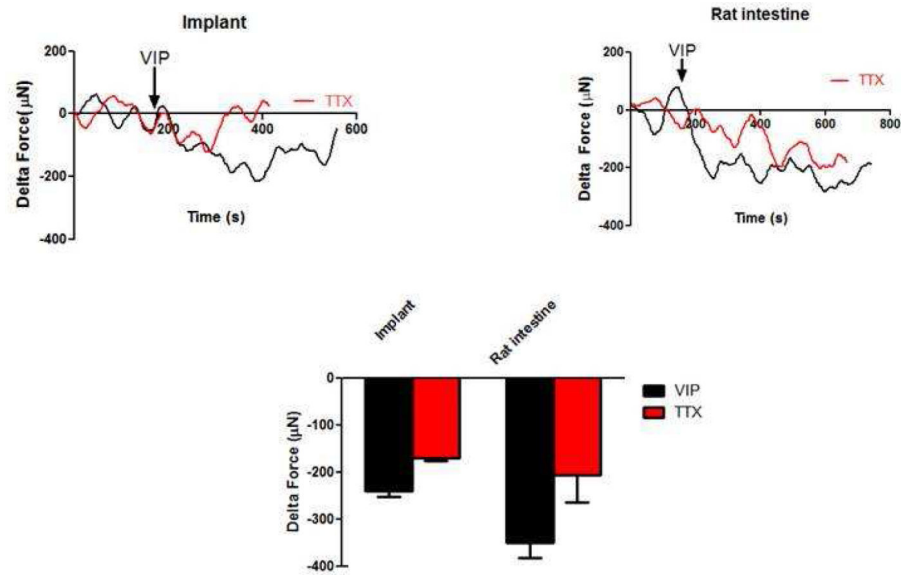 Implant
VIP
200
0
-200
-400
200
400
600
Delta Force(µN)
Time (s)
TTX
Rat intestine
VIP
200
0
-200
-400
200
400
600
800
Delta Force (µN)
Time (s)
TTX
Implant
Rat intestine
0
-100
-200
-300
-400
Delta Force (µN)
VIP
TTX